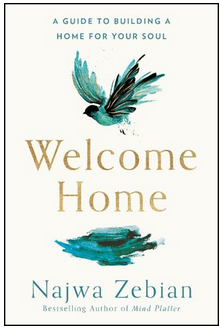 A GUIDE TO BUILDING A
HOME FOR YOUR SOUL
Welcome
Home
Najwa Zebian
Bestselling Author of Mind Platter